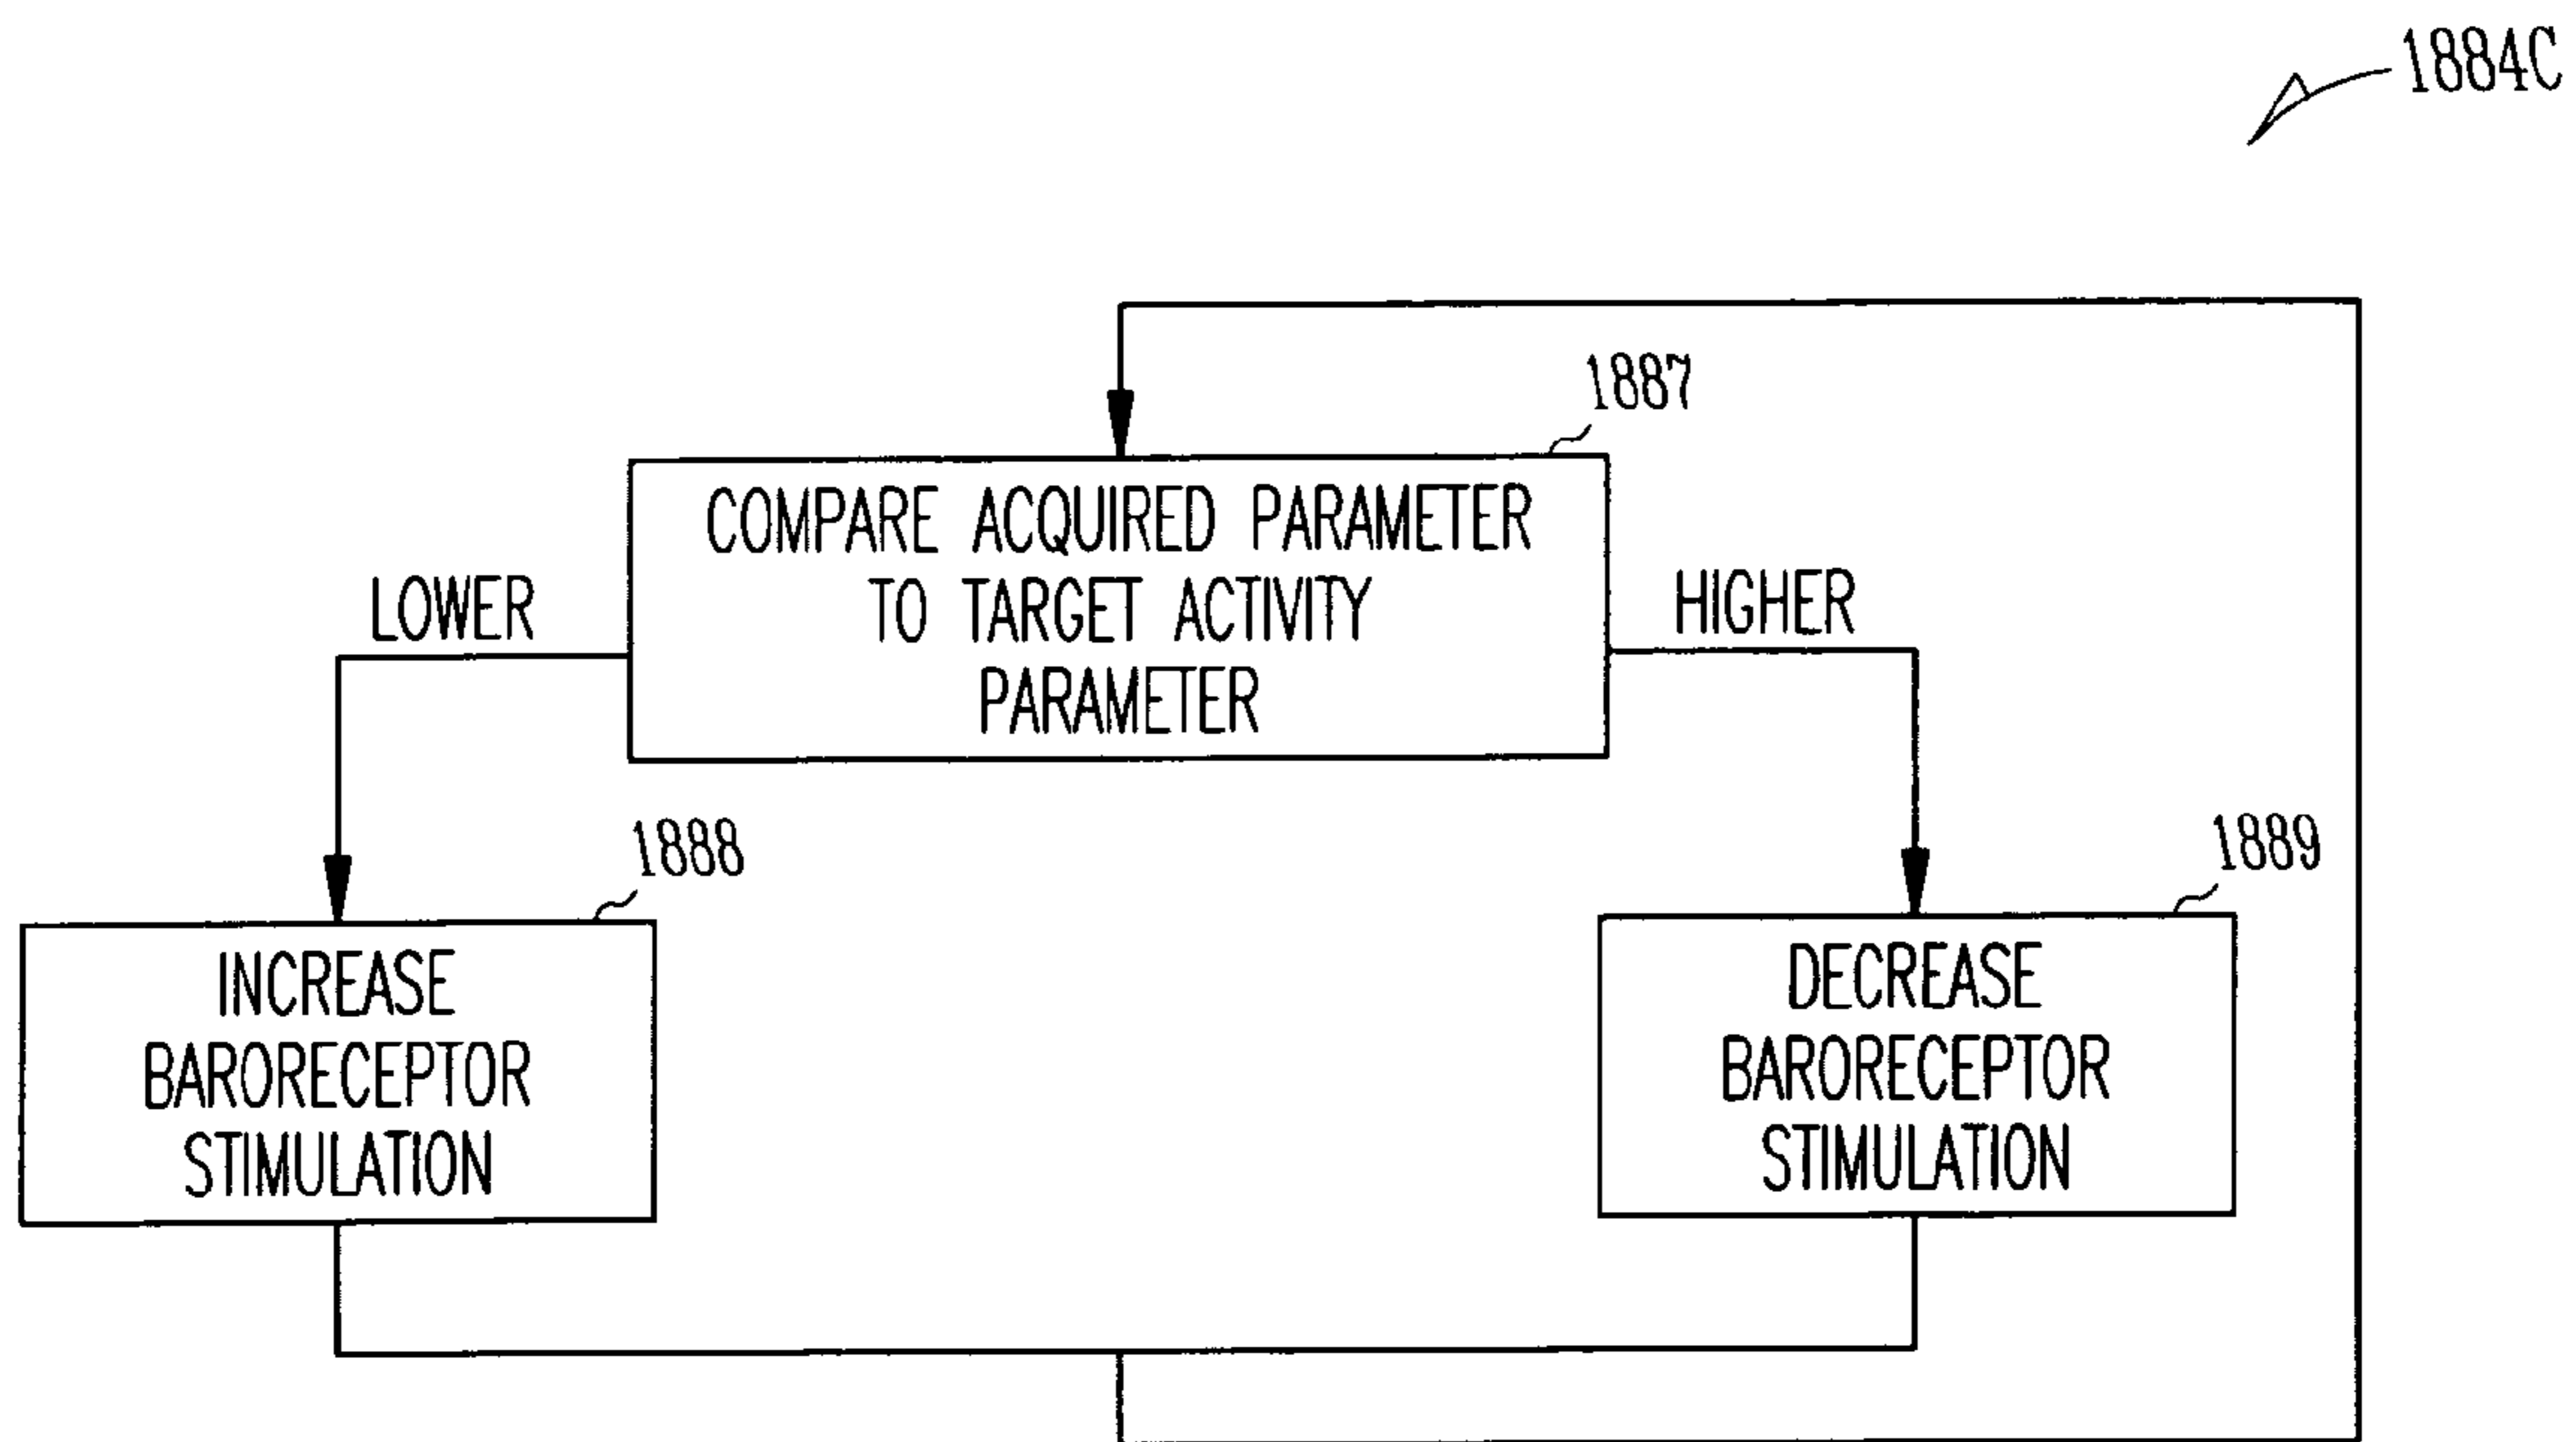 1884C
1887
COMPARE ACQUIRED PARAMETER
TO TARGET ACTIVITY
PARAMETER
LOWER
HIGHER
1888
INCREASE
BARORECEPTOR
STIMULATION
1889
DECREASE
BARORECEPTOR
STIMULATION